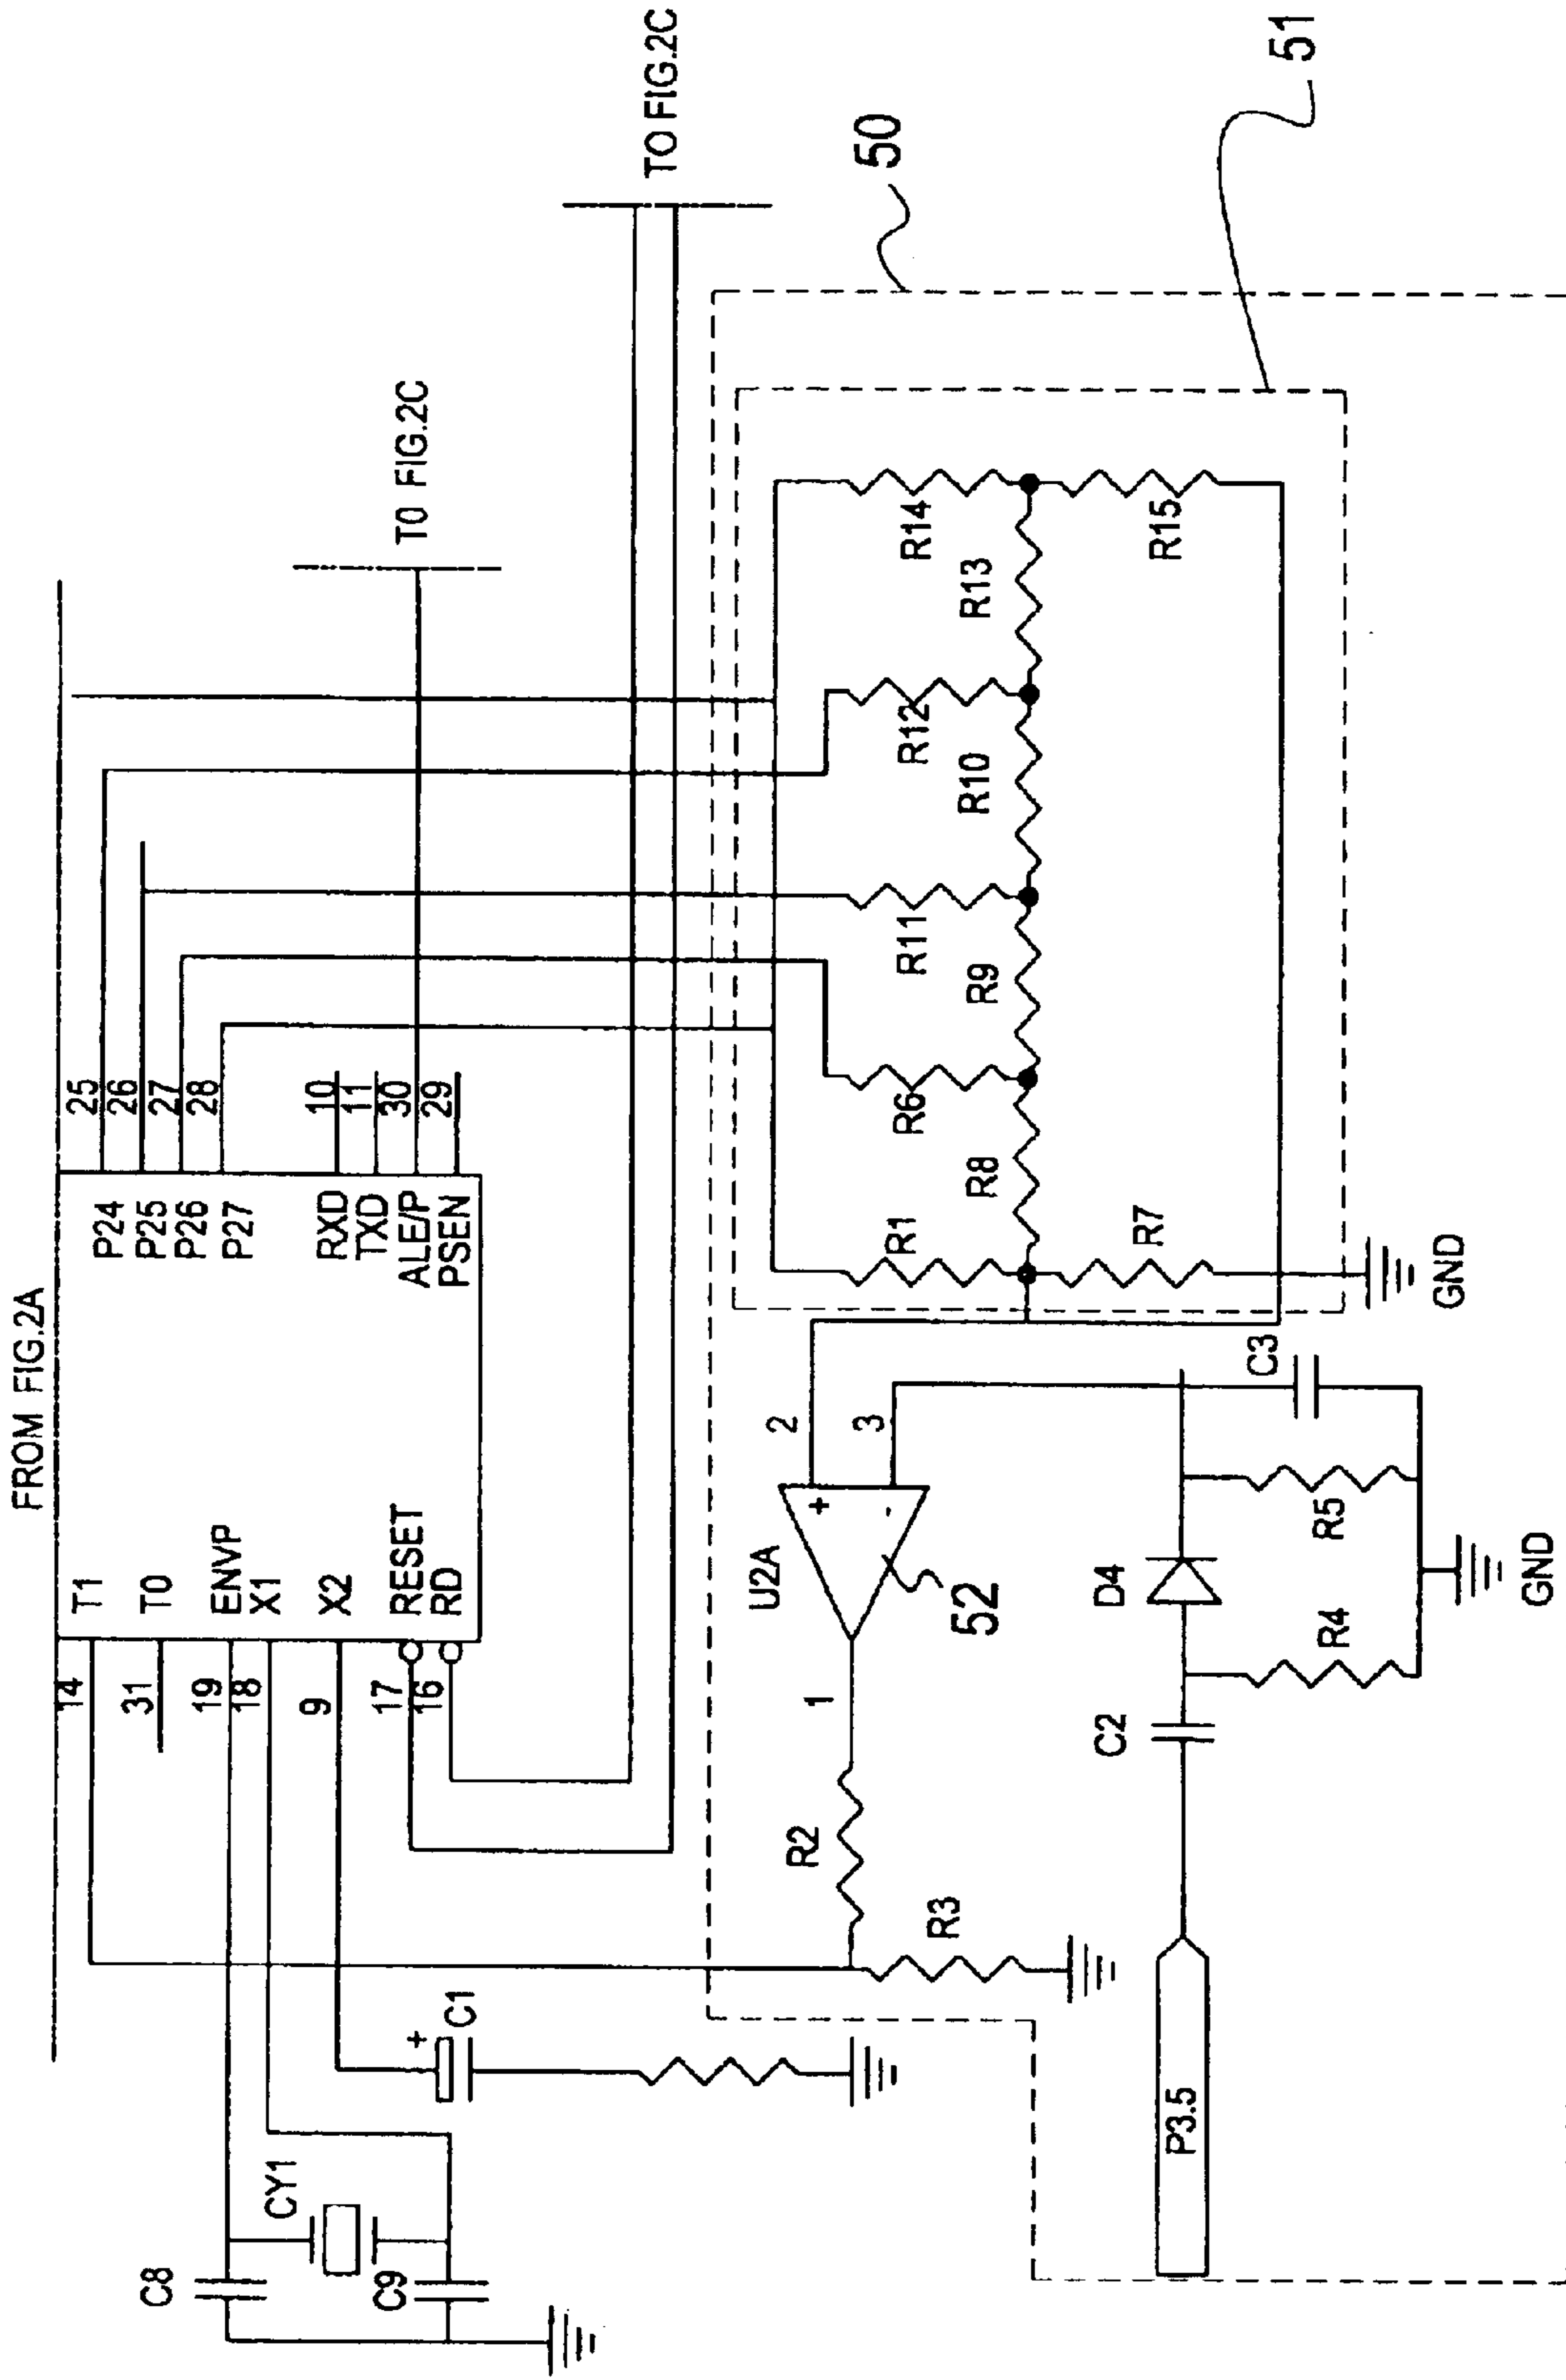 FROM FIG.2A
14
T1
31
T0
19
ENVP
18
X1
9
X2
17
RESET
16
RD
P24
25
P25
26
P26
27
P27
28
RXD
10
TXD
11
ALE/P
30
PSEN
29
TO FIG.2C
TO FIG.2C
C8
CY1
C9
+
C1
50
51
R1
R6
R11
R12
R14
R8
R9
R10
R13
R7
R15
GND
U2A
2
+
3
-
1
52
R2
R3
P3.5
C2
D4
R4
R5
C3
GND